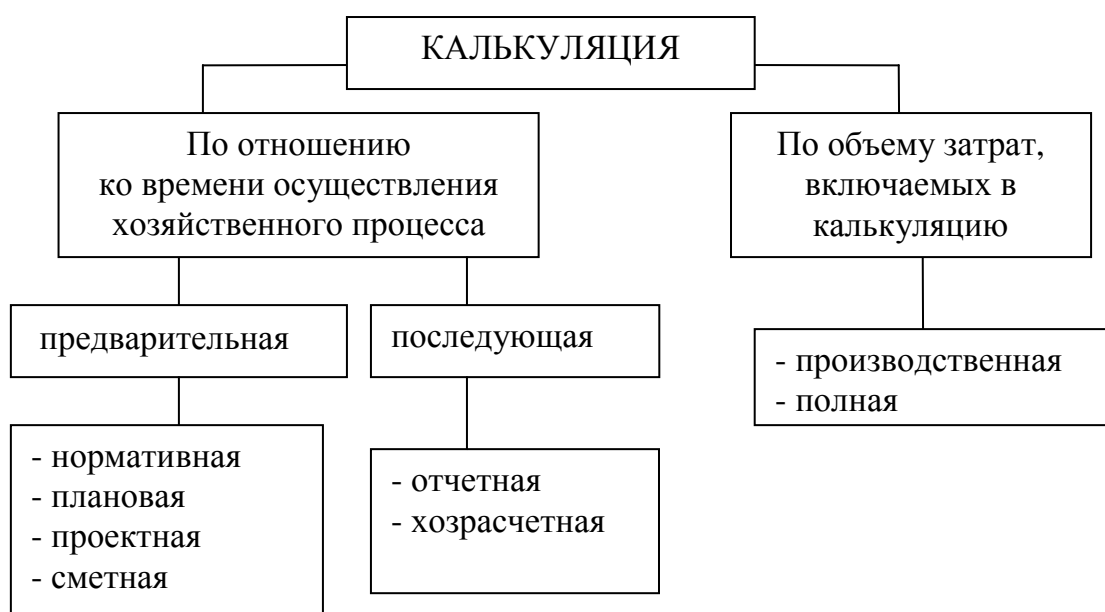 КАЛЬКУЛЯЦИЯ
По отношению
ко времени осуществления
хозяйственного процесса
По объему затрат,
включаемых в
калькуляцию
предварительная
последующая
- производственная
- полная
- нормативная
- плановая
- проектная
- сметная
- отчетная
- хозрасчетная